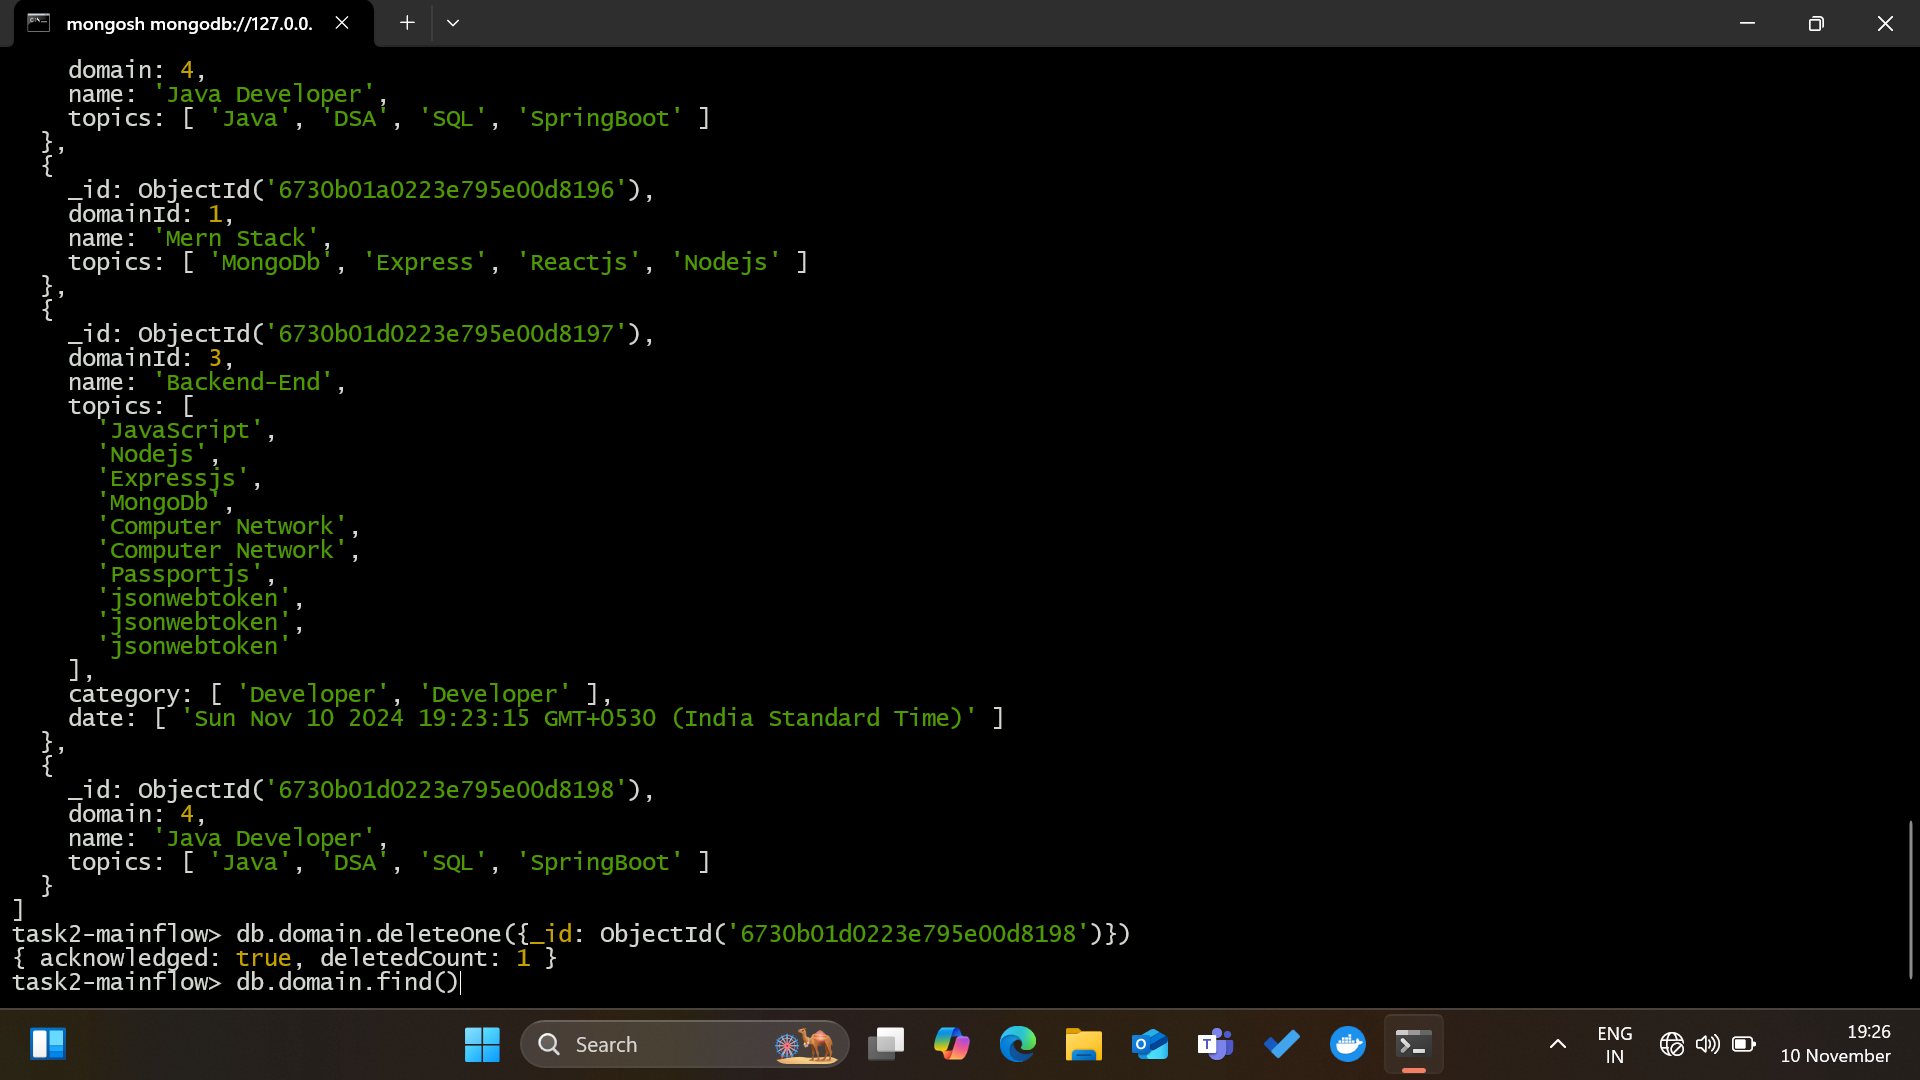 mongosh mongodb://127.0.0.
domain: 4,
name: 'Java Developer',
topics: [ 'Java', 'DSA', 'SQL', 'SpringBoot' ]
},
{
_id: ObjectId('6730b01a0223e795e00d8196'),
domainId: 1,
name: 'Mern Stack',
topics: [ 'MongoDb', 'Express', 'Reactjs', 'Nodejs' ]
},
{
_id: ObjectId('6730b01d0223e795e00d8197'),
domainId: 3,
name: 'Backend-End',
topics: [
'JavaScript',
'Nodejs',
'Expressjs',
'MongoDb',
'Computer Network',
'Computer Network',
'Passportjs',
'jsonwebtoken',
'jsonwebtoken',
'jsonwebtoken'
],
category: [ 'Developer', 'Developer' ],
date: [ 'Sun Nov 10 2024 19:23:15 GMT+0530 (India Standard Time)' ]
},
{
_id: ObjectId('6730b01d0223e795e00d8198'),
domain: 4,
name: 'Java Developer',
topics: [ 'Java', 'DSA', 'SQL', 'SpringBoot' ]
}
]
task2-mainflow> db.domain.deleteOne({_id: ObjectId('6730b01d0223e795e00d8198')})
{ acknowledged: true, deletedCount: 1 }
task2-mainflow> db.domain.find()
Search
ENG
IN
19:26
10 November